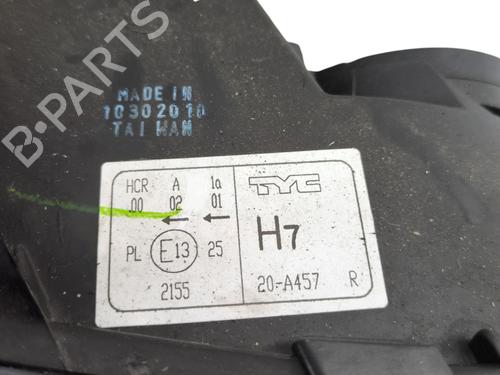 MADE IN
10302010
TAIWAN
HCR A 1a
00 02 01
← ←
PL E13 25
2155
TYC
H7
20-A457 R
B-PARTS